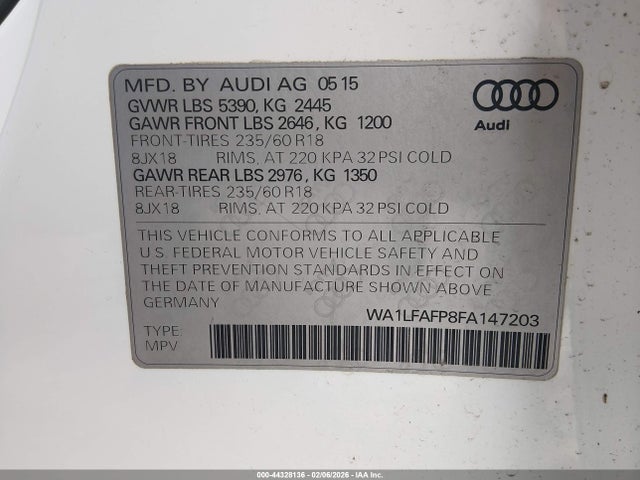 MFD. BY AUDI AG 0515
GVWR LBS 5390, KG 2445
GAWR FRONT LBS 2646, KG 1200
FRONT-TIRES 235/60 R18
8JX18 RIMS, AT 220 KPA 32 PSI COLD
GAWR REAR LBS 2976, KG 1350
REAR-TIRES 235/60 R18
8JX18 RIMS, AT 220 KPA 32 PSI COLD
Audi
THIS VEHICLE CONFORMS TO ALL APPLICABLE
U.S. FEDERAL MOTOR VEHICLE SAFETY AND
THEFT PREVENTION STANDARDS IN EFFECT ON
THE DATE OF MANUFACTURE SHOWN ABOVE
GERMANY
WA1LFAFP8FA147203
TYPE:
MPV
000-44328136 - 02/06/2026 - IAAI.COM